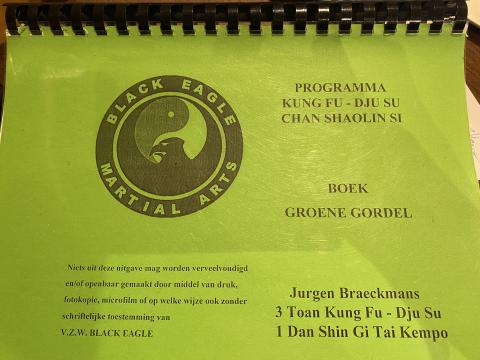 BLACK EAGLE
MARTIAL ARTS
PROGRAMMA
KUNG FU - DJU SU
CHAN SHAOLIN SI
BOEK
GROENE GORDEL
Niets uit deze uitgave mag worden verveelvoudigd
en/of openbaar gemaakt door middel van druk,
fotokopie, microfilm of op welke wijze ook zonder
schriftelijke toestemming van
V.Z.W. BLACK EAGLE
Jurgen Braeckmans
3 Toan Kung Fu - Dju Su
1 Dan Shin Gi Tai Kempo